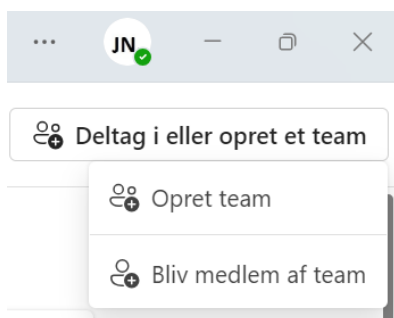 JN
Deltag i eller opret et team
Opret team
Bliv medlem af team